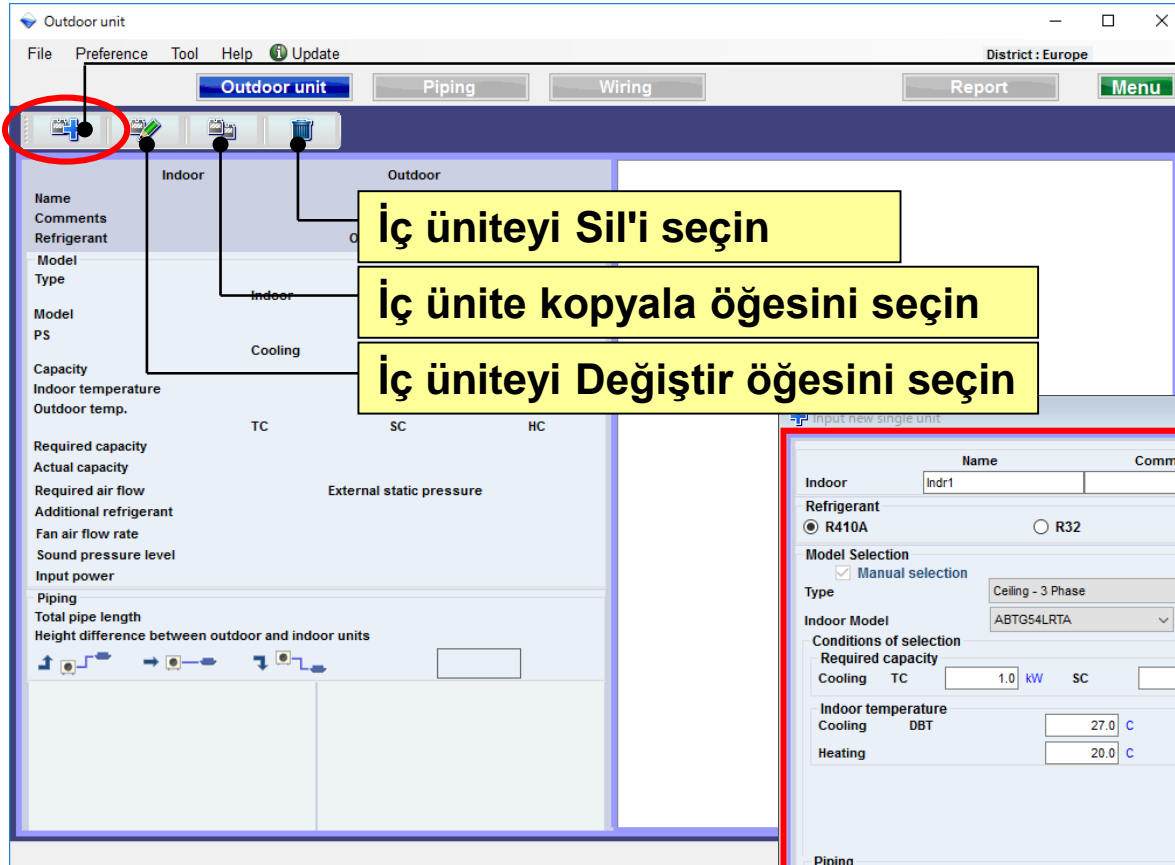 Outdoor unit
File Preference Tool Help Update
District : Europe
Outdoor unit Piping Wiring Report Menu
Indoor Outdoor
Name
Comments
Refrigerant O
Model
Type
Indoor
Model
PS
Cooling
Capacity
Indoor temperature
Outdoor temp.
TC SC HC
Required capacity
Actual capacity
Required air flow External static pressure
Additional refrigerant
Fan air flow rate
Sound pressure level
Input power
Piping
Total pipe length
Height difference between outdoor and indoor units
İç üniteyi Sil'i seçin
İç ünite kopyala öğesini seçin
İç üniteyi Değiştir öğesini seçin
Input new single unit
Name Comm
Indoor Indr1
Refrigerant
R410A R32
Model Selection
Manual selection
Type Ceiling - 3 Phase
Indoor Model ABTG54LRTA
Conditions of selection
Required capacity
Cooling TC 1.0 kW SC
Indoor temperature
Cooling DBT 27.0 C
Heating 20.0 C
Piping